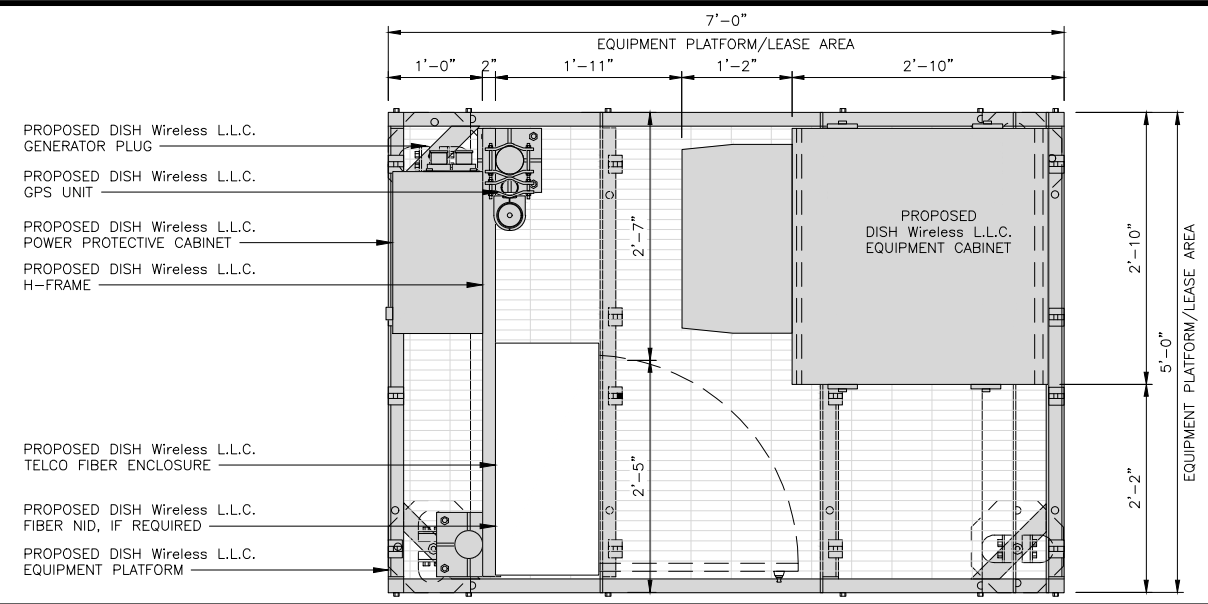 7'-0"
EQUIPMENT PLATFORM/LEASE AREA
1'-0" 2" 1'-11" 1'-2" 2'-10"
PROPOSED DISH Wireless L.L.C.
GENERATOR PLUG
PROPOSED DISH Wireless L.L.C.
GPS UNIT
PROPOSED DISH Wireless L.L.C.
POWER PROTECTIVE CABINET
PROPOSED DISH Wireless L.L.C.
H-FRAME
PROPOSED DISH Wireless L.L.C.
TELCO FIBER ENCLOSURE
PROPOSED DISH Wireless L.L.C.
FIBER NID, IF REQUIRED
PROPOSED DISH Wireless L.L.C.
EQUIPMENT PLATFORM
2'-7"
2'-5"
PROPOSED
DISH Wireless L.L.C.
EQUIPMENT CABINET
2'-10"
2'-2"
5'-0"
EQUIPMENT PLATFORM/LEASE AREA